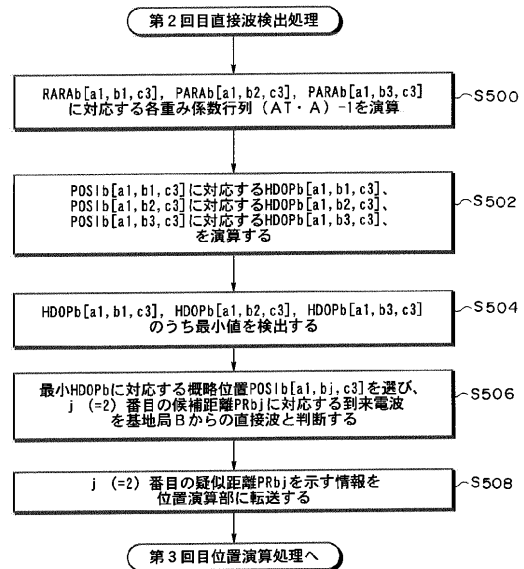 第2回目直接波検出処理
RARAb[a1,b1,c3], PARAb[a1,b2,c3], PARAb[a1,b3,c3]
に対応する各重み係数行列(AT・A)-1を演算
S500
POSIb[a1,b1,c3]に対応するHDOPb[a1,b1,c3]、
POSIb[a1,b2,c3]に対応するHDOPb[a1,b2,c3]、
POSIb[a1,b3,c3]に対応するHDOPb[a1,b3,c3]、
を演算する
S502
HDOPb[a1,b1,c3], HDOPb[a1,b2,c3], HDOPb[a1,b3,c3]
のうち最小値を検出する
S504
最小HDOPbに対応する概略位置POSIb[a1,bj,c3]を選び、
j (=2) 番目の候補距離PRbjに対応する到来電波
を基地局Bからの直接波と判断する
S506
j (=2) 番目の疑似距離PRbjを示す情報を
位置演算部に転送する
S508
第3回目位置演算処理へ